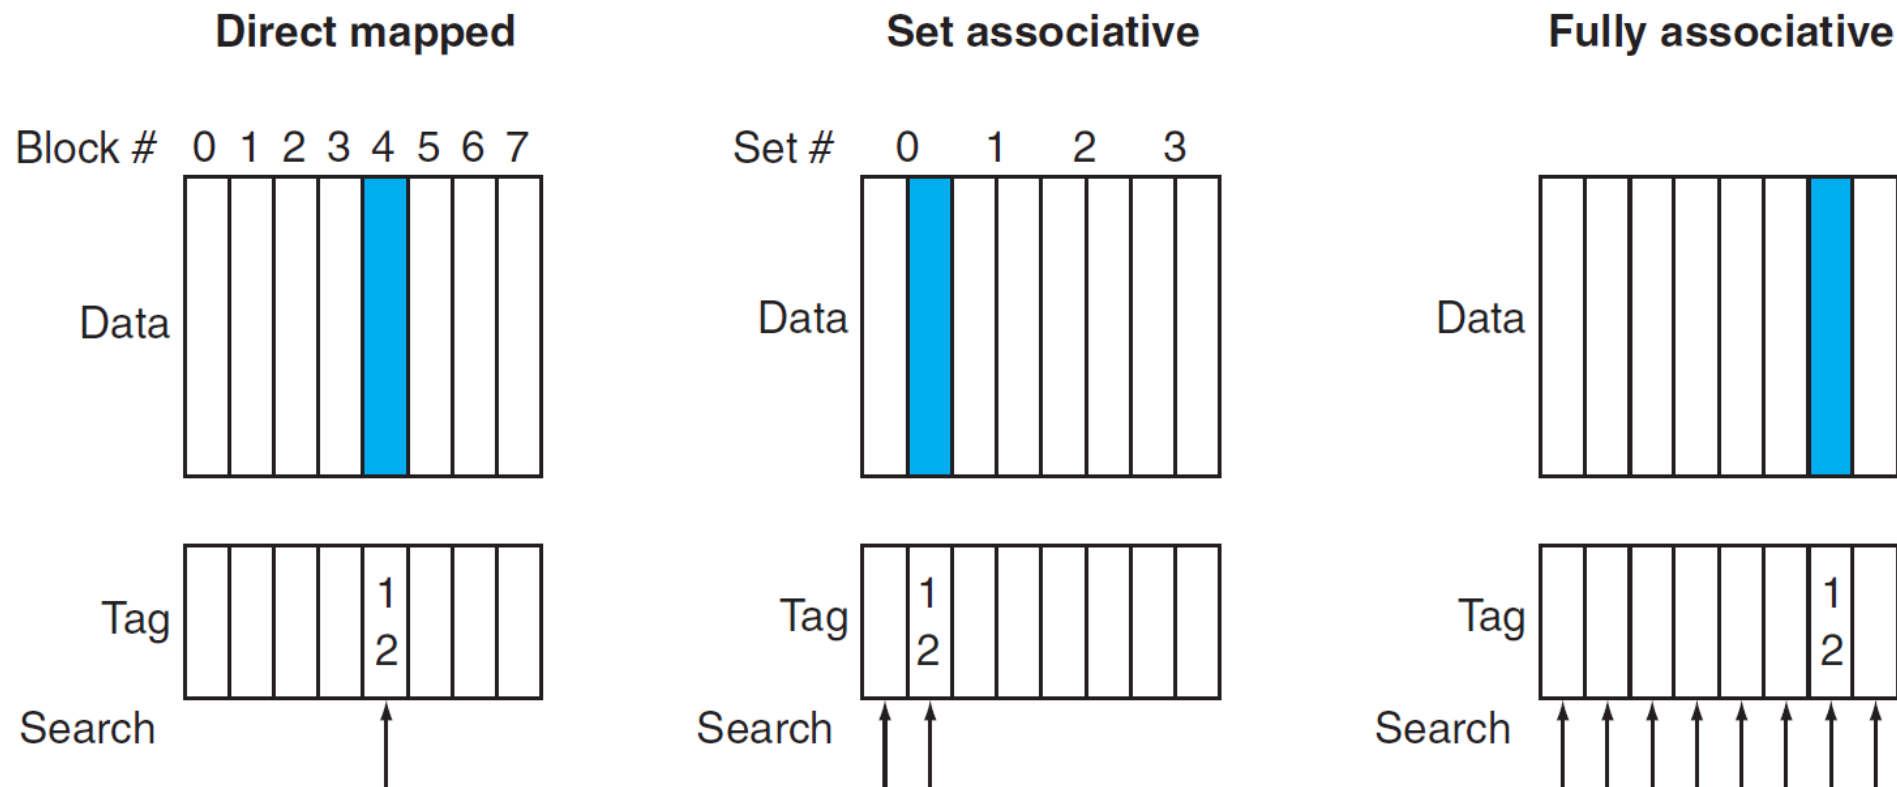 Direct mapped
Block # 0 1 2 3 4 5 6 7
Data
Tag
1
2
Search
Set associative
Set # 0 1 2 3
Data
Tag
1
2
Search
Fully associative
Data
Tag
1
2
Search